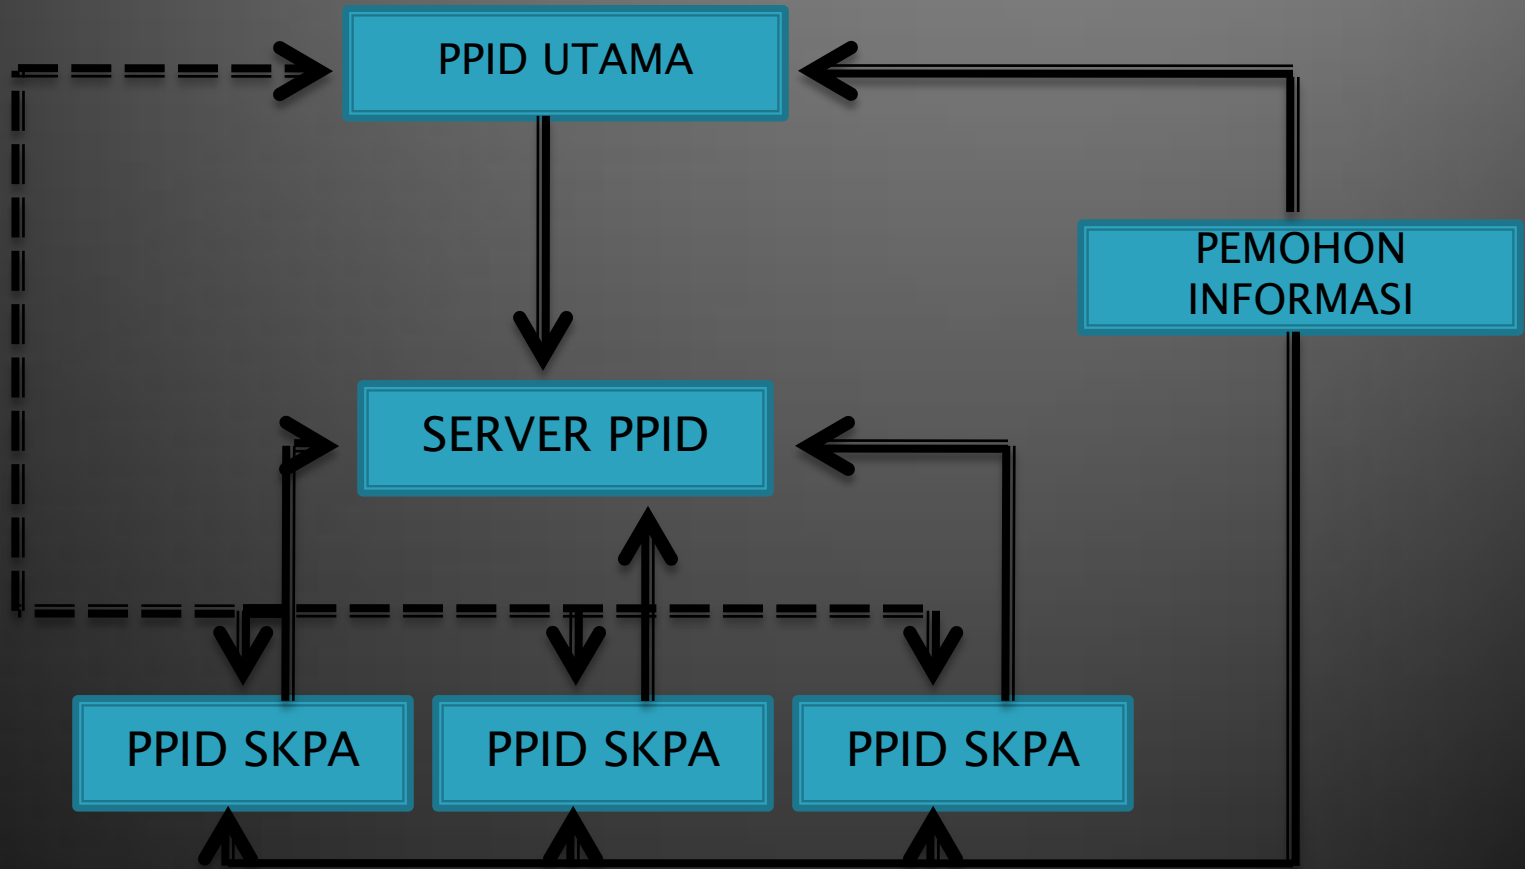 PPID UTAMA
PEMOHON
INFORMASI
SERVER PPID
PPID SKPA
PPID SKPA
PPID SKPA